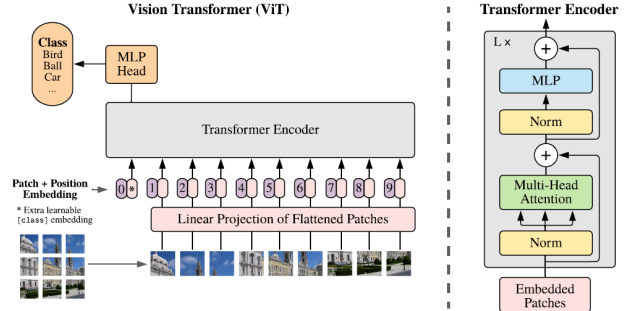 Vision Transformer (ViT)
Class
Bird
Ball
Car
...
MLP
Head
Transformer Encoder
Patch + Position
Embedding
0 * 1 2 3 4 5 6 7 8 9
* Extra learnable
[class] embedding
Linear Projection of Flattened Patches
Transformer Encoder
L x
+
MLP
Norm
+
Multi-Head
Attention
Norm
Embedded
Patches